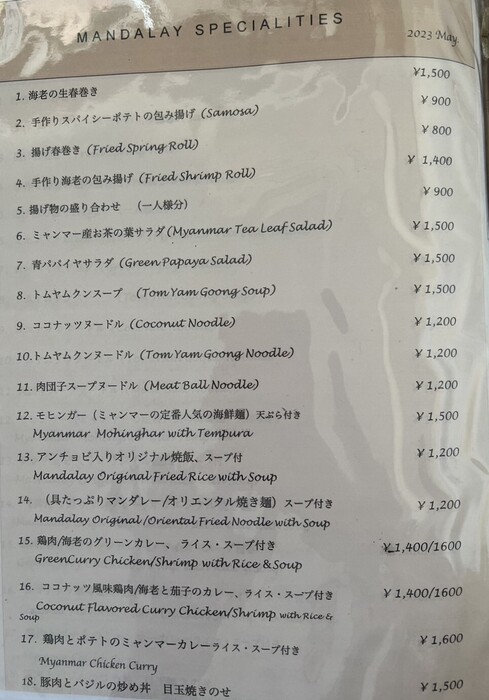 MANDALAY SPECIALITIES
2023 May.
1. 海老の生春巻き ¥1,500
2. 手作りスパイシーポテトの包み揚げ (Samosa) ¥ 900
3. 揚げ春巻き (Fried Spring Roll) ¥ 800
4. 手作り海老の包み揚げ (Fried Shrimp Roll) ¥ 1,400
5. 揚げ物の盛り合わせ (一人様分) ¥ 900
6. ミャンマー産お茶の葉サラダ (Myanmar Tea Leaf Salad) ¥ 1,500
7. 青パパイヤサラダ (Green Papaya Salad) ¥ 1,500
8. トムヤムクンスープ (Tom Yam Goong Soup) ¥ 1,500
9. ココナッツヌードル (Coconut Noodle) ¥ 1,200
10.トムヤムクンヌードル (Tom Yam Goong Noodle) ¥ 1,200
11. 肉団子スープヌードル (Meat Ball Noodle) ¥ 1,200
12. モヒンガー（ミャンマーの定番人気の海鮮麺）天ぷら付き ¥ 1,500
Myanmar Mohinghar with Tempura
13. アンチョビ入りオリジナル焼飯、スープ付 ¥ 1,200
Mandalay Original Fried Rice with Soup
14. （具たっぷりマンダレー/オリエンタル焼き麺）スープ付き ¥ 1,200
Mandalay Original /Oriental Fried Noodle with Soup
15. 鶏肉/海老のグリーンカレー、ライス・スープ付き ¥1,400/1600
GreenCurry Chicken/Shrimp with Rice & Soup
16. ココナッツ風味鶏肉/海老と茄子のカレー、ライス・スープ付き ¥ 1,400/1600
Coconut Flavored Curry Chicken/Shrimp with Rice &
Soup
17. 鶏肉とポテトのミャンマーカレーライス・スープ付き ¥ 1,600
Myanmar Chicken Curry
18. 豚肉とバジルの炒め丼 目玉焼きのせ ¥ 1,500